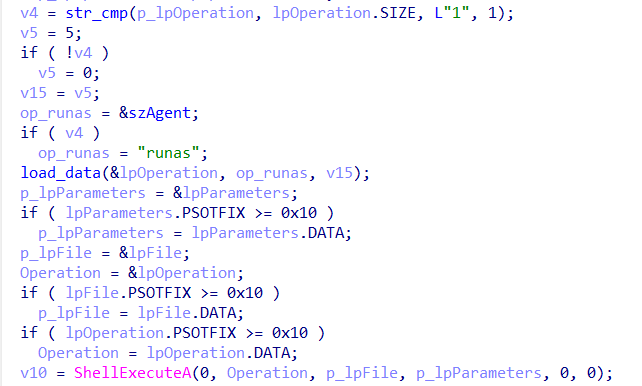 v4 = str_cmp(p_lpOperation, lpOperation.SIZE, L"1", 1);
v5 = 5;
if ( !v4 )
  v5 = 0;
v15 = v5;
op_runas = &szAgent;
if ( v4 )
  op_runas = "runas";
load_data(&lpOperation, op_runas, v15);
p_lpParameters = &lpParameters;
if ( lpParameters.PSOTFIX >= 0x10 )
  p_lpParameters = lpParameters.DATA;
p_lpFile = &lpFile;
Operation = &lpOperation;
if ( lpFile.PSOTFIX >= 0x10 )
  p_lpFile = lpFile.DATA;
if ( lpOperation.PSOTFIX >= 0x10 )
  Operation = lpOperation.DATA;
v10 = ShellExecuteA(0, Operation, p_lpFile, p_lpParameters, 0, 0);